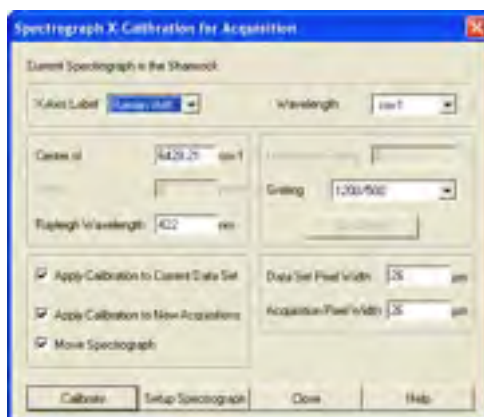 Spectrograph X-Calibration for Acquisition
Current Spectrograph is the Shamrock
X-Axis Label Raman Shift Wavelength cm-1
Centre at cm-1
Grating 1200/500
Rayleigh Wavelength 422 nm
Apply Calibration to Current Data Set
Data Set Pixel Width 26 µm
Apply Calibration to New Acquisitions
Acquisition Pixel Width 26 µm
Move Spectrograph
Calibrate Setup Spectrograph Close Help